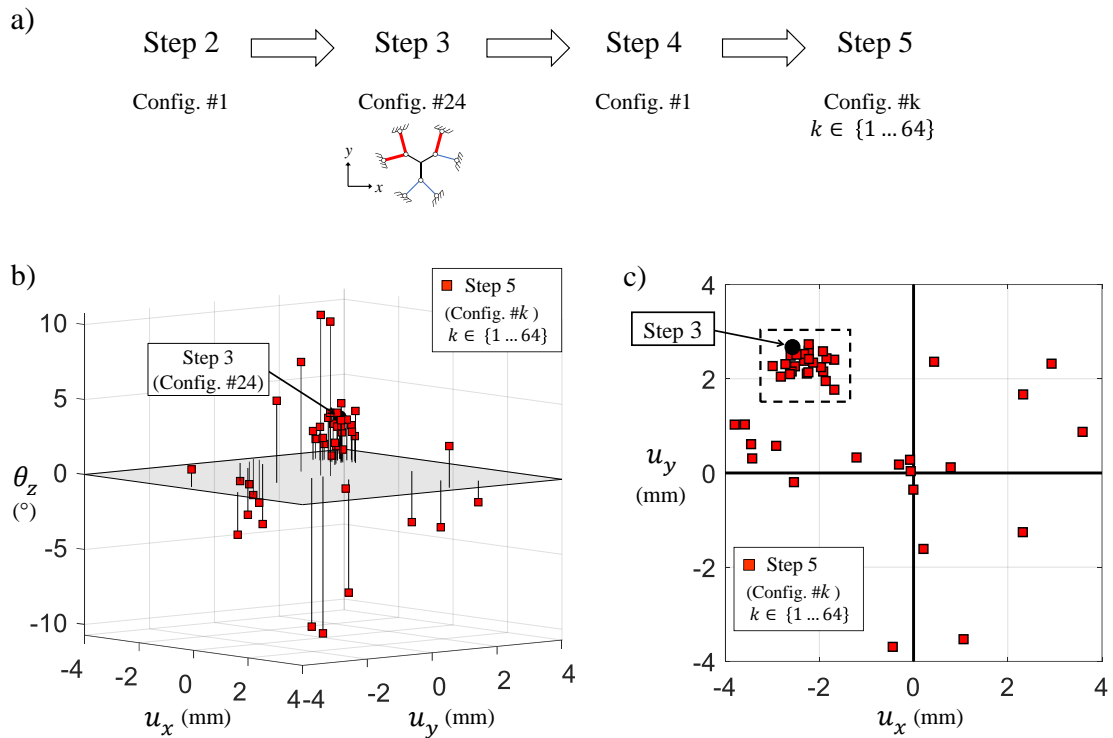 a)
Step 2
Step 3
Step 4
Step 5
Config. #1
Config. #24
Config. #1
Config. #k
k ∈ {1 … 64}
y
x
b)
Step 5
(Config. #k )
k ∈ {1 … 64}
Step 3
(Config. #24)
10
5
0
-5
-10
θz
(°)
-4
-2
0
2
4
-4
-2
0
2
4
ux (mm)
uy (mm)
c)
Step 3
4
2
0
-2
-4
uy
(mm)
Step 5
(Config. #k )
k ∈ {1 … 64}
-4
-2
0
2
4
ux (mm)